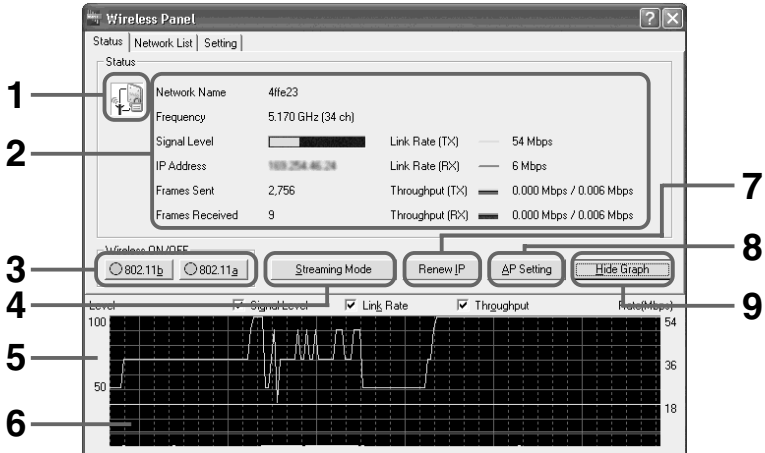 Wireless Panel
Status Network List Setting
Status
1
2
Network Name 4ffe23
Frequency 5.170 GHz (34 ch)
Signal Level Link Rate (TX) 54 Mbps
IP Address 169.254.46.24 Link Rate (RX) 6 Mbps
Frames Sent 2,756 Throughput (TX) 0.000 Mbps / 0.006 Mbps
Frames Received 9 Throughput (RX) 0.000 Mbps / 0.006 Mbps
7
8
Wireless ON/OFF
3
802.11b 802.11a Streaming Mode Renew IP AP Setting Hide Graph
4
9
Level Signal Level Link Rate Throughput Rate(Mbps)
100 54
5
36
50
18
6